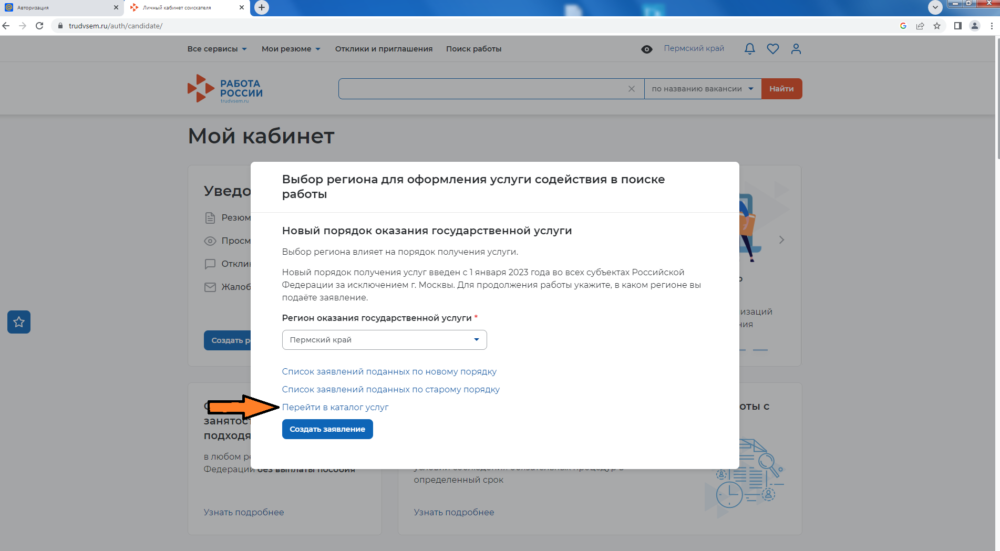 Авторизация
Личный кабинет соискателя
trudvsem.ru/auth/candidate/
Все сервисы
Мои резюме
Отклики и приглашения
Поиск работы
Пермский край
РАБОТА
РОССИИ
trudvsem.ru
по названию вакансии
Найти
Мой кабинет
Уведо
Резюм
Просм
Откли
Жалоб
Создать р
Выбор региона для оформления услуги содействия в поиске
работы
Новый порядок оказания государственной услуги
Выбор региона влияет на порядок получения услуги.
Новый порядок получения услуг введен с 1 января 2023 года во всех субъектах Российской
Федерации за исключением г. Москвы. Для продолжения работы укажите, в каком регионе вы
подаёте заявление.
Регион оказания государственной услуги *
Пермский край
Список заявлений поданных по новому порядку
Список заявлений поданных по старому порядку
Перейти в каталог услуг
Создать заявление
изаций
ния
занятос
подходя
в любом ре
Федерации без выплаты пособия
Узнать подробнее
оты с
определенный срок
Узнать подробнее